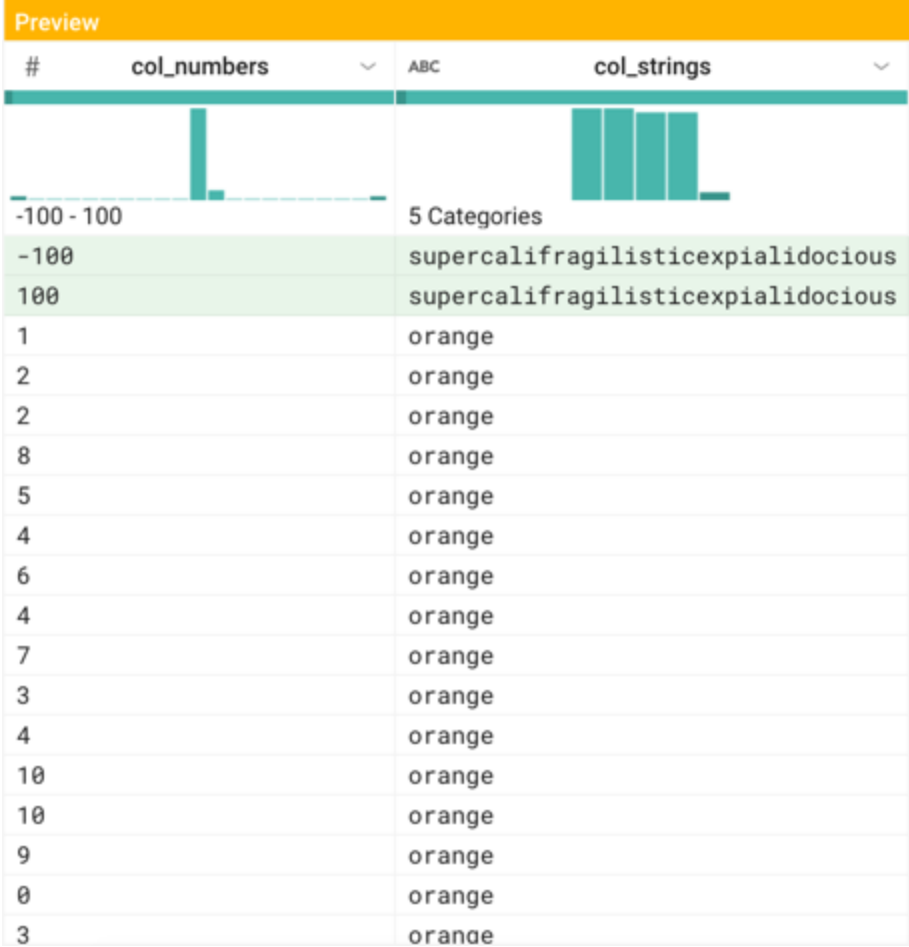 Preview
# col_numbers ABC col_strings
-100 - 100 5 Categories
-100 supercalifragilisticexpialidocious
100 supercalifragilisticexpialidocious
1 orange
2 orange
2 orange
8 orange
5 orange
4 orange
6 orange
4 orange
7 orange
3 orange
4 orange
10 orange
10 orange
9 orange
0 orange
3 orange